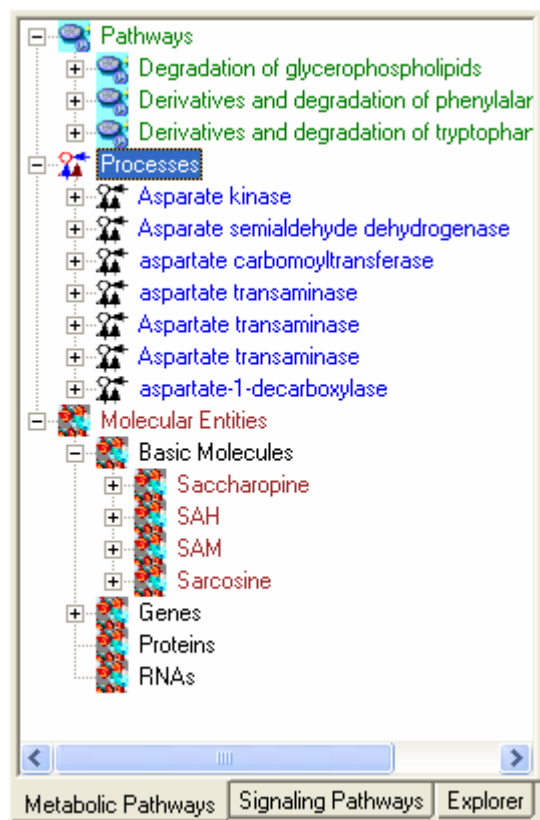 Pathways
Degradation of glycerophospholipids
Derivatives and degradation of phenylalar
Derivatives and degradation of tryptophar
Processes
Asparate kinase
Asparate semialdehyde dehydrogenase
aspartate carbomoyltransferase
aspartate transaminase
Aspartate transaminase
Aspartate transaminase
aspartate-1-decarboxylase
Molecular Entities
Basic Molecules
Saccharopine
SAH
SAM
Sarcosine
Genes
Proteins
RNAs
Metabolic Pathways Signaling Pathways Explorer